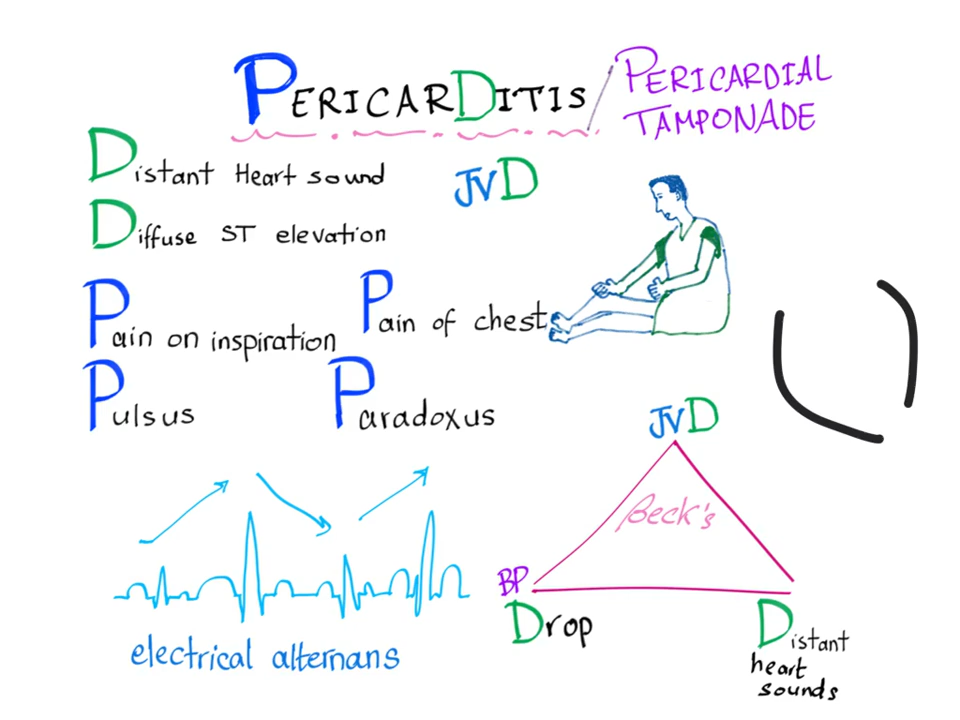 PERICARDITIS / PERICARDIAL TAMPONADE
Distant Heart sound
JVD
Diffuse ST elevation
Pain on inspiration
Pain of chest
Pulsus Paradoxus
JVD
Beck's
BP Drop
Distant heart sounds
electrical alternans